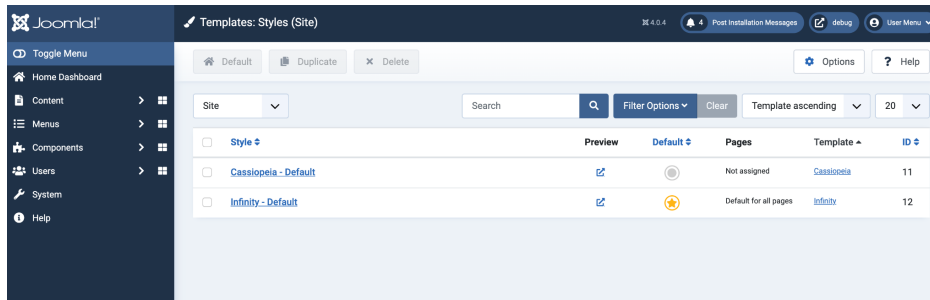 Joomla!® Templates: Styles (Site) 4.0.4 4 Post Installation Messages debug User Menu
Toggle Menu
Home Dashboard
Content
Menus
Components
Users
System
Help
Default Duplicate Delete Options ? Help
Site Search Filter Options Clear Template ascending 20
Style Preview Default Pages Template ID
Cassiopeia - Default Not assigned Cassiopeia 11
Infinity - Default Default for all pages Infinity 12